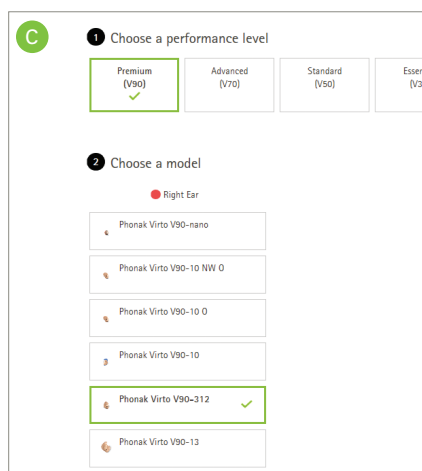 C
1 Choose a performance level
Premium
(V90)
Advanced
(V70)
Standard
(V50)
2 Choose a model
Right Ear
Phonak Virto V90-nano
Phonak Virto V90-10 NW O
Phonak Virto V90-10 O
Phonak Virto V90-10
Phonak Virto V90-312
Phonak Virto V90-13